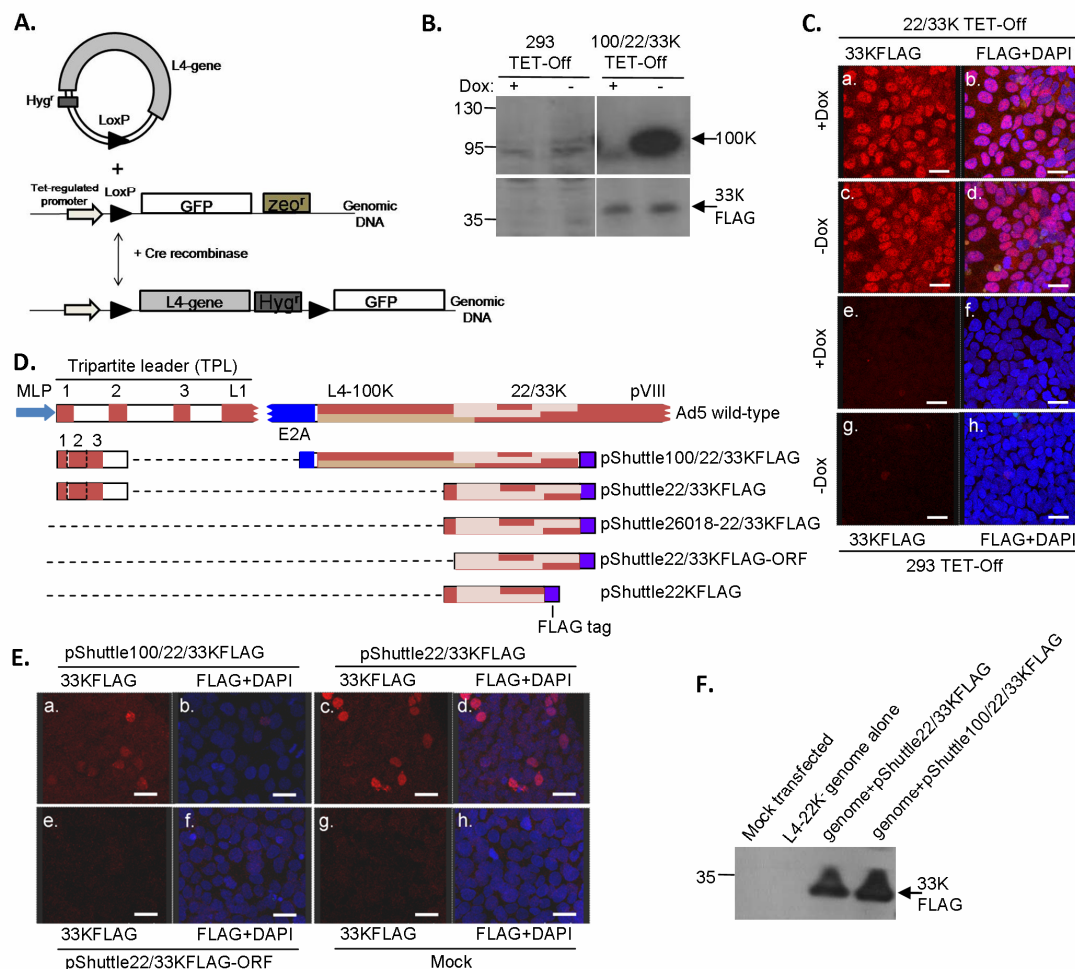 A.
L4-gene
Hygʳ
LoxP
+
Tet-regulated
promoter
LoxP
GFP
zeoʳ
Genomic
DNA
+ Cre recombinase
L4-gene
Hygʳ
GFP
Genomic
DNA
B.
293
TET-Off
100/22/33K
TET-Off
Dox: + - + -
130
95
100K
35
33K
FLAG
C.
22/33K TET-Off
33KFLAG FLAG+DAPI
+Dox
a. b.
-Dox
c. d.
+Dox
e. f.
-Dox
g. h.
33KFLAG FLAG+DAPI
293 TET-Off
D.
Tripartite leader (TPL)
MLP 1 2 3 L1 L4-100K 22/33K pVIII
Ad5 wild-type
E2A
1 2 3
pShuttle100/22/33KFLAG
pShuttle22/33KFLAG
pShuttle26018-22/33KFLAG
pShuttle22/33KFLAG-ORF
pShuttle22KFLAG
FLAG tag
E.
pShuttle100/22/33KFLAG pShuttle22/33KFLAG
33KFLAG FLAG+DAPI 33KFLAG FLAG+DAPI
a. b. c. d.
e. f. g. h.
33KFLAG FLAG+DAPI 33KFLAG FLAG+DAPI
pShuttle22/33KFLAG-ORF Mock
F.
Mock transfected
L4-22K- genome alone
genome+pShuttle22/33KFLAG
genome+pShuttle100/22/33KFLAG
35
33K
FLAG